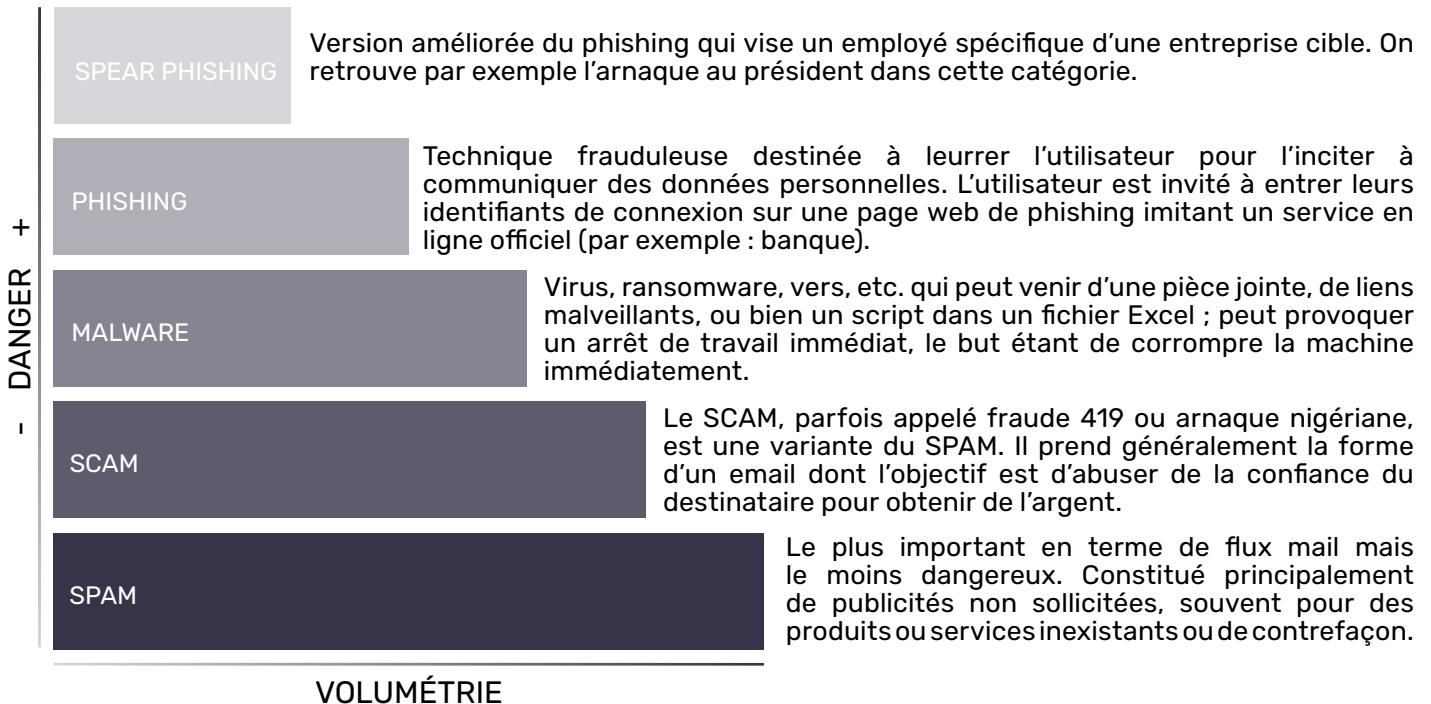 SPEAR PHISHING
Version améliorée du phishing qui vise un employé spécifique d'une entreprise cible. On
retrouve par exemple l'arnaque au président dans cette catégorie.
PHISHING
Technique frauduleuse destinée à leurrer l'utilisateur pour l'inciter à
communiquer des données personnelles. L'utilisateur est invité à entrer leurs
identifiants de connexion sur une page web de phishing imitant un service en
ligne officiel (par exemple : banque).
MALWARE
Virus, ransomware, vers, etc. qui peut venir d'une pièce jointe, de liens
malveillants, ou bien un script dans un fichier Excel ; peut provoquer
un arrêt de travail immédiat, le but étant de corrompre la machine
immédiatement.
SCAM
Le SCAM, parfois appelé fraude 419 ou arnaque nigériane,
est une variante du SPAM. Il prend généralement la forme
d'un email dont l'objectif est d'abuser de la confiance du
destinataire pour obtenir de l'argent.
SPAM
Le plus important en terme de flux mail mais
le moins dangereux. Constitué principalement
de publicités non sollicitées, souvent pour des
produits ou services inexistants ou de contrefaçon.
- DANGER +
VOLUMÉTRIE